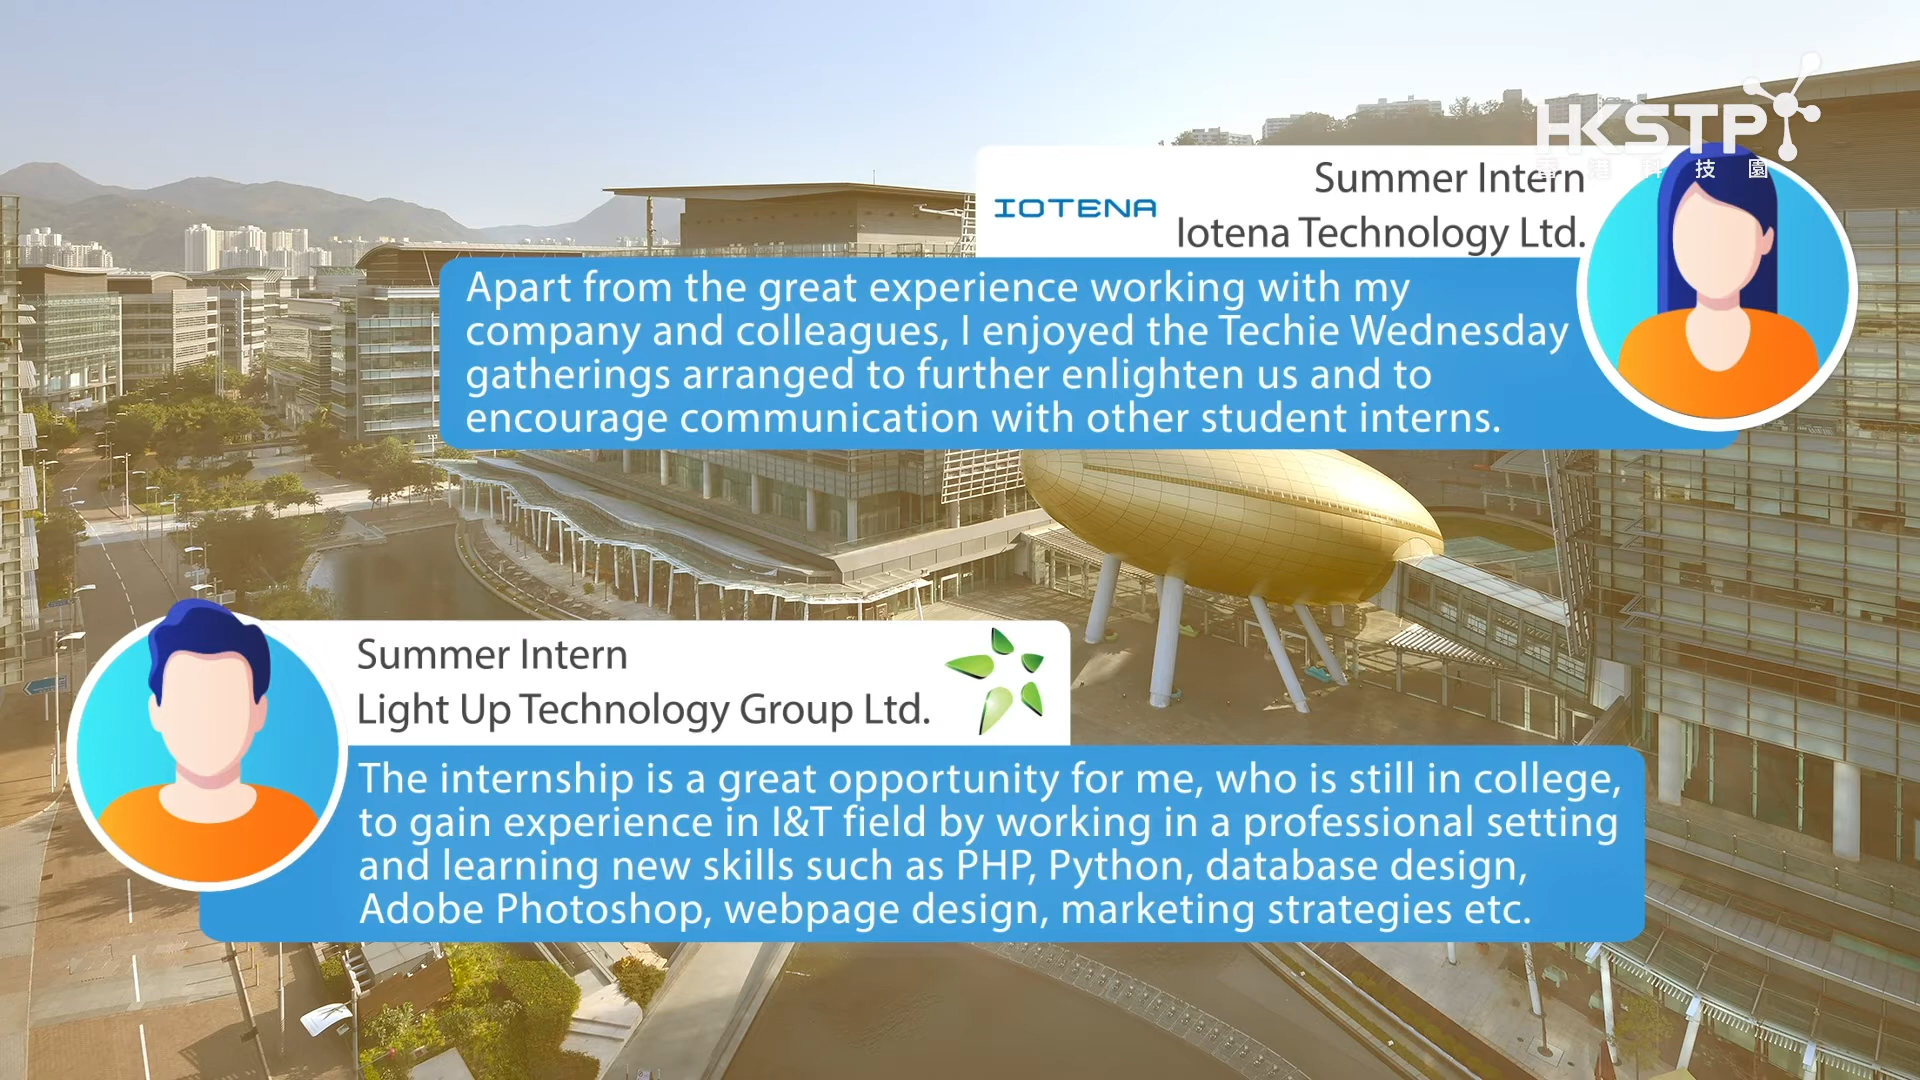 HKSTP
香港科技園
IOTENA
Summer Intern
Iotena Technology Ltd.
Apart from the great experience working with my
company and colleagues, I enjoyed the Techie Wednesday
gatherings arranged to further enlighten us and to
encourage communication with other student interns.
Summer Intern
Light Up Technology Group Ltd.
The internship is a great opportunity for me, who is still in college,
to gain experience in I&T field by working in a professional setting
and learning new skills such as PHP, Python, database design,
Adobe Photoshop, webpage design, marketing strategies etc.